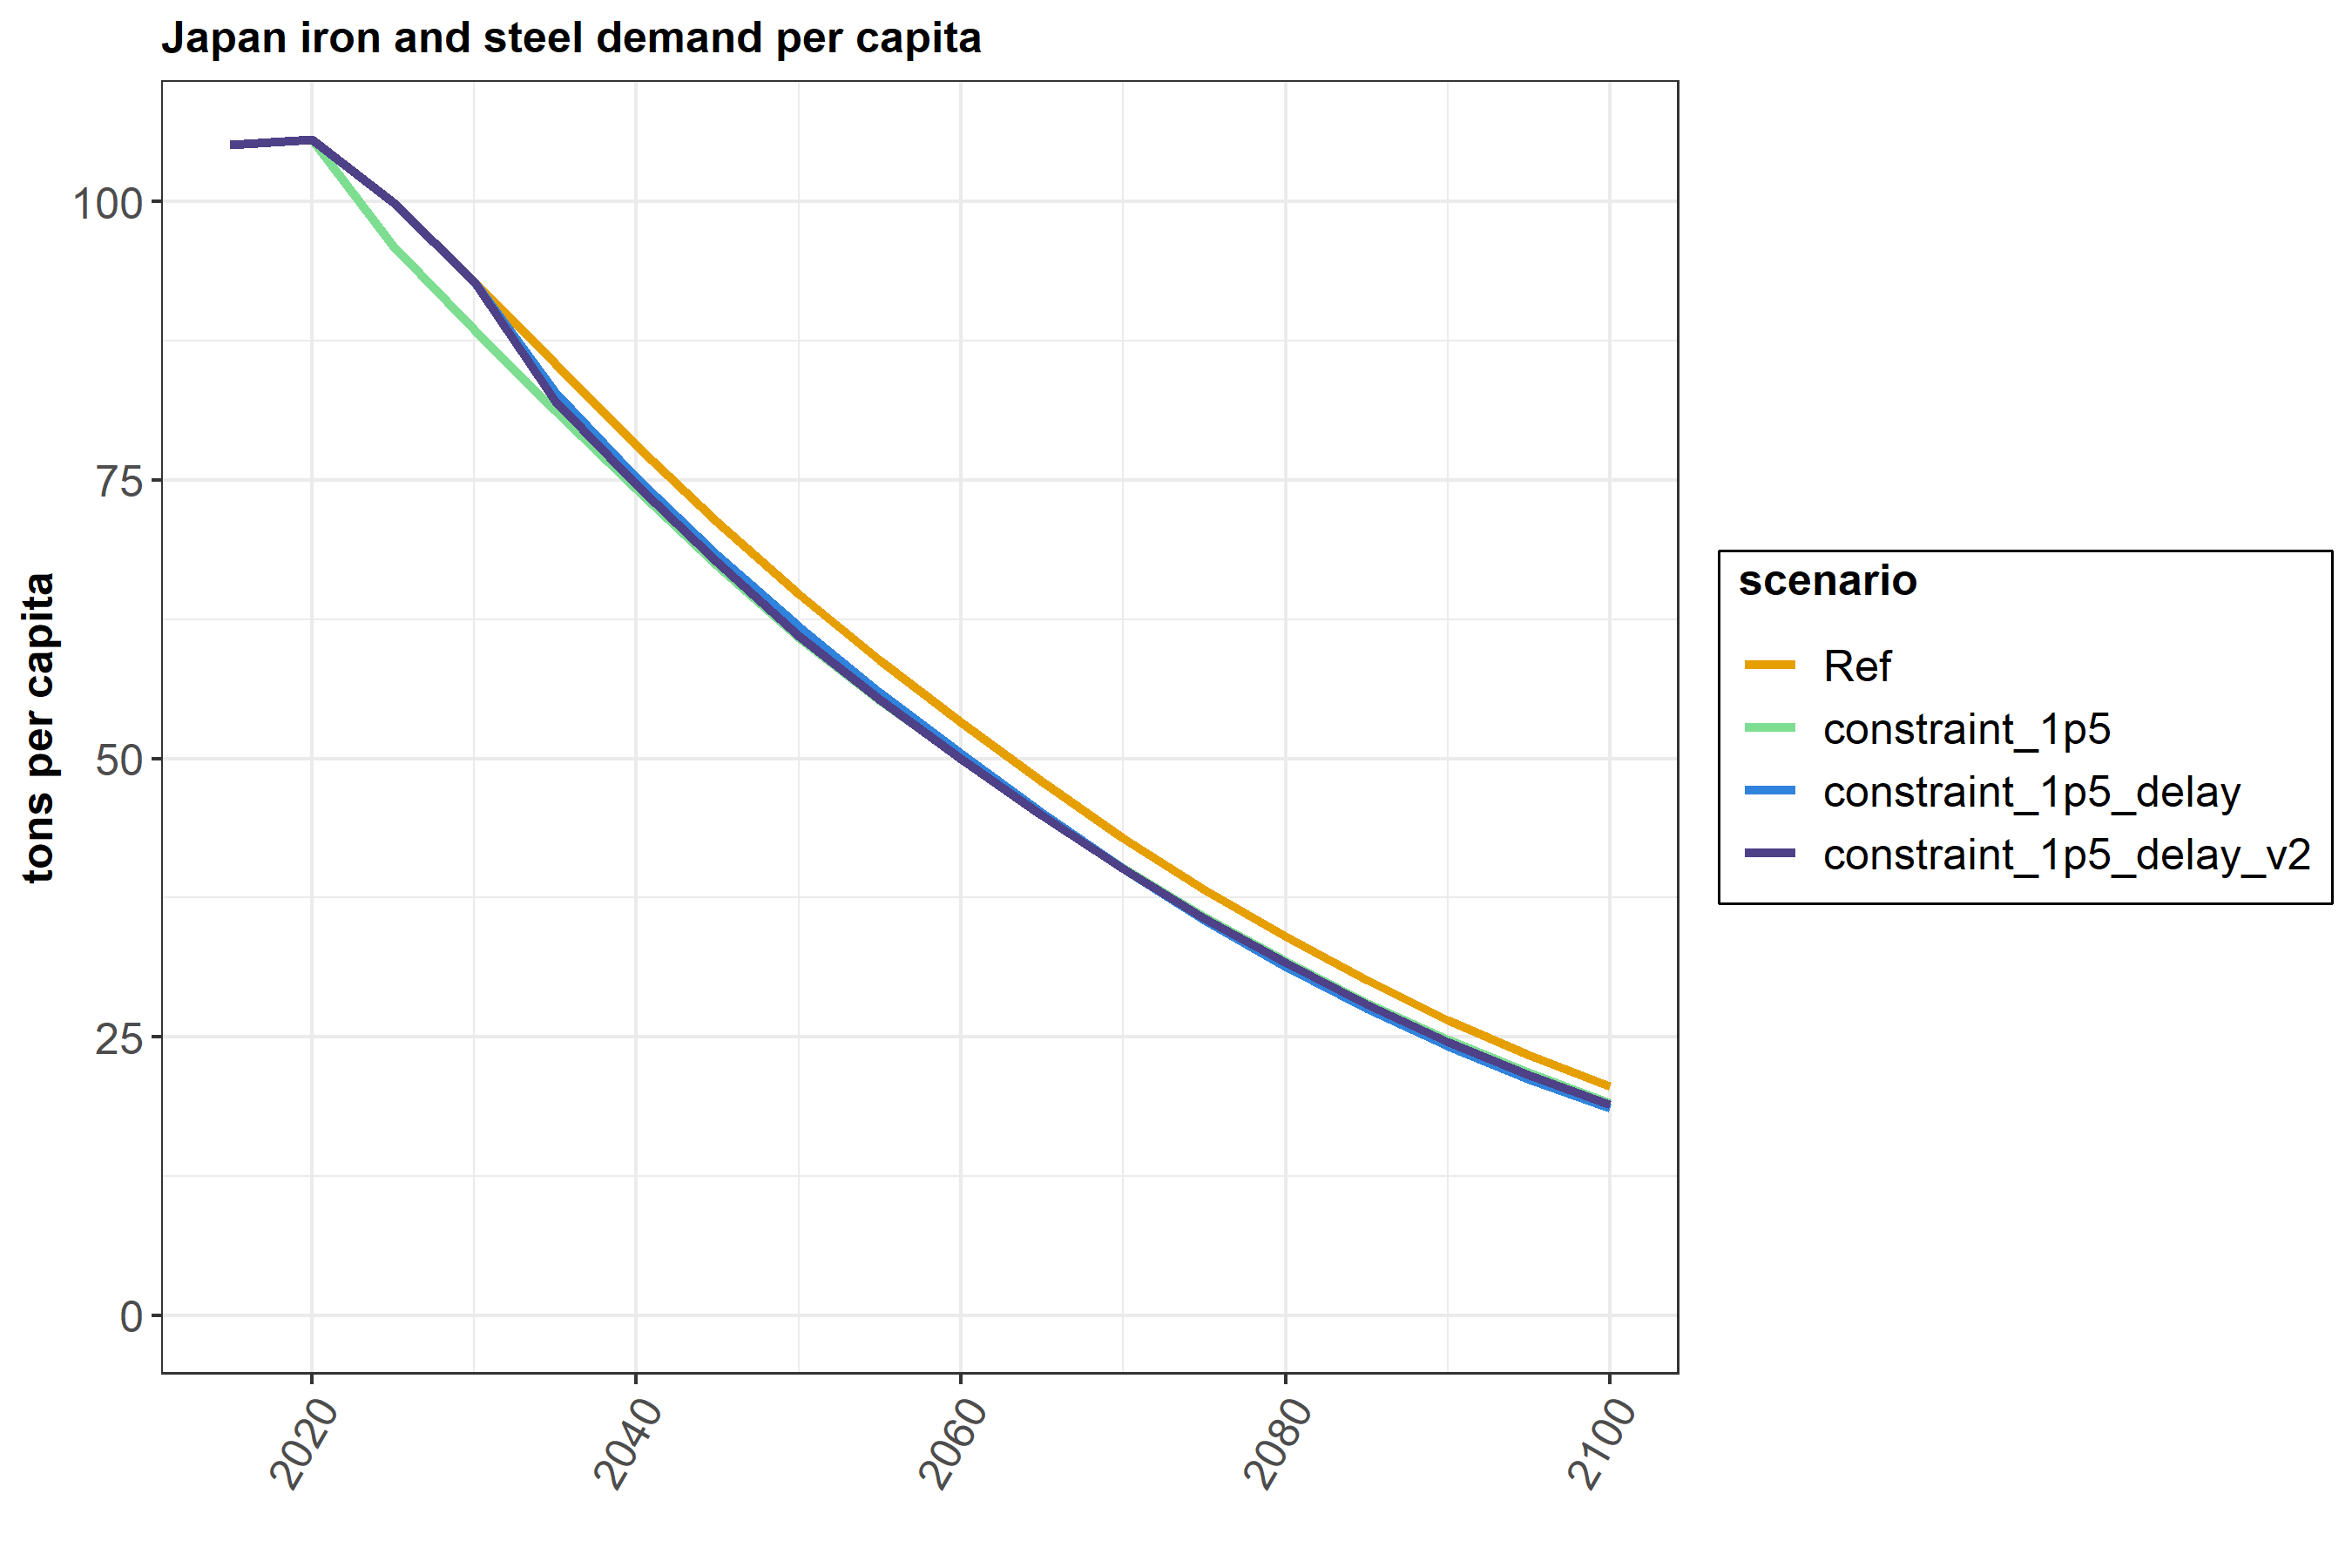 Japan iron and steel demand per capita
tons per capita
100
75
50
25
0
2020
2040
2060
2080
2100
scenario
Ref
constraint_1p5
constraint_1p5_delay
constraint_1p5_delay_v2